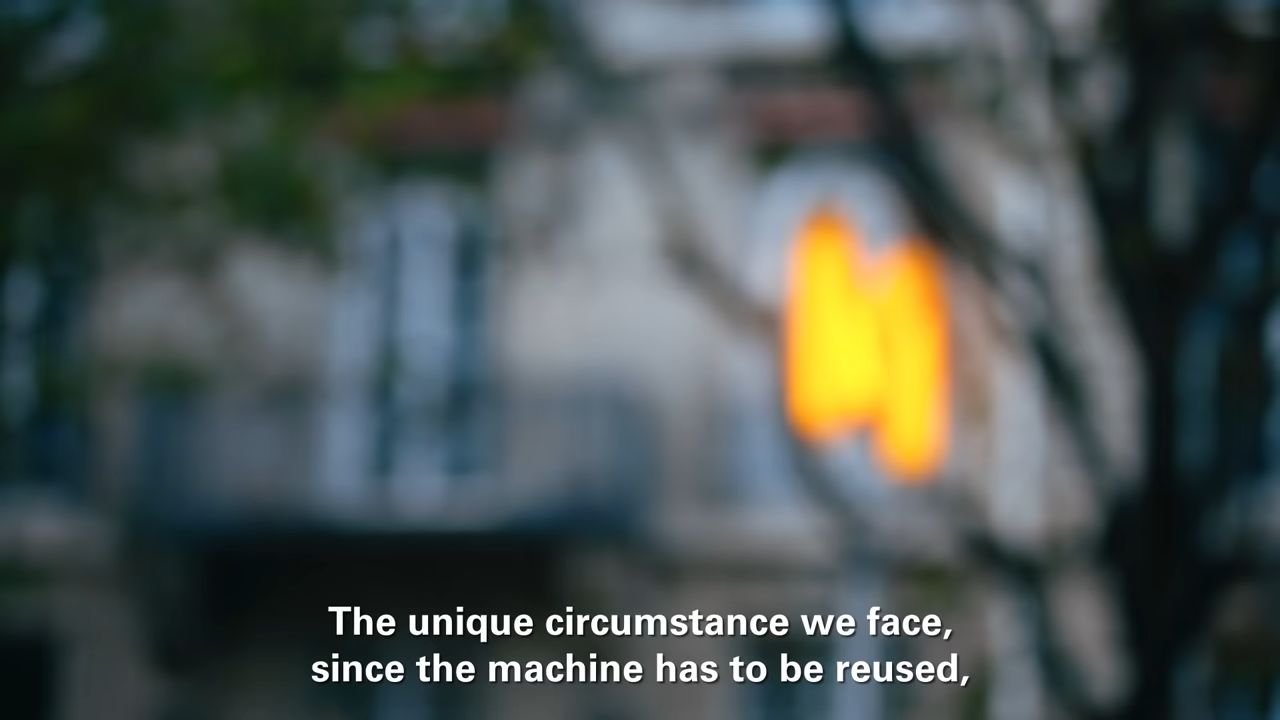 The unique circumstance we face,
since the machine has to be reused,